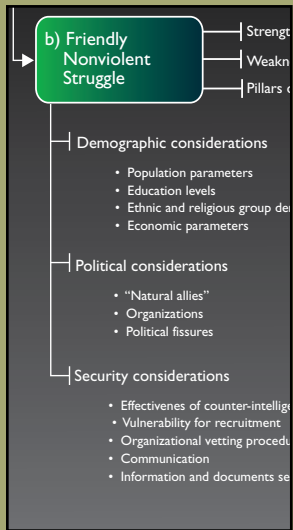 b) Friendly
Nonviolent
Struggle
Strengt
Weakn
Pillars o
Demographic considerations
• Population parameters
• Education levels
• Ethnic and religious group de
• Economic parameters
Political considerations
• “Natural allies”
• Organizations
• Political fissures
Security considerations
• Effectivenes of counter-intellige
• Vulnerability for recruitment
• Organizational vetting procedu
• Communication
• Information and documents se